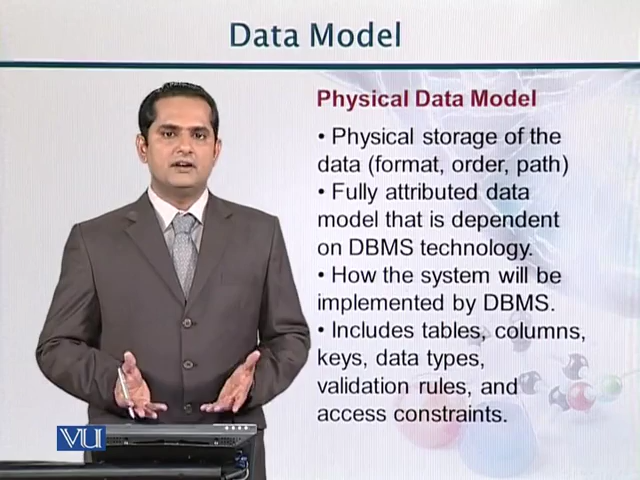 Data Model
Physical Data Model
• Physical storage of the
data (format, order, path)
• Fully attributed data
model that is dependent
on DBMS technology.
• How the system will be
implemented by DBMS.
• Includes tables, columns,
keys, data types,
validation rules, and
access constraints.
VU